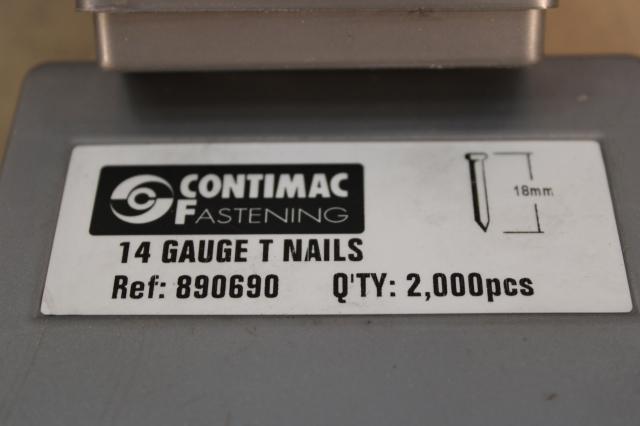 CONTIMAC
FASTENING
18mm
14 GAUGE T NAILS
Ref: 890690 Q'TY: 2,000pcs